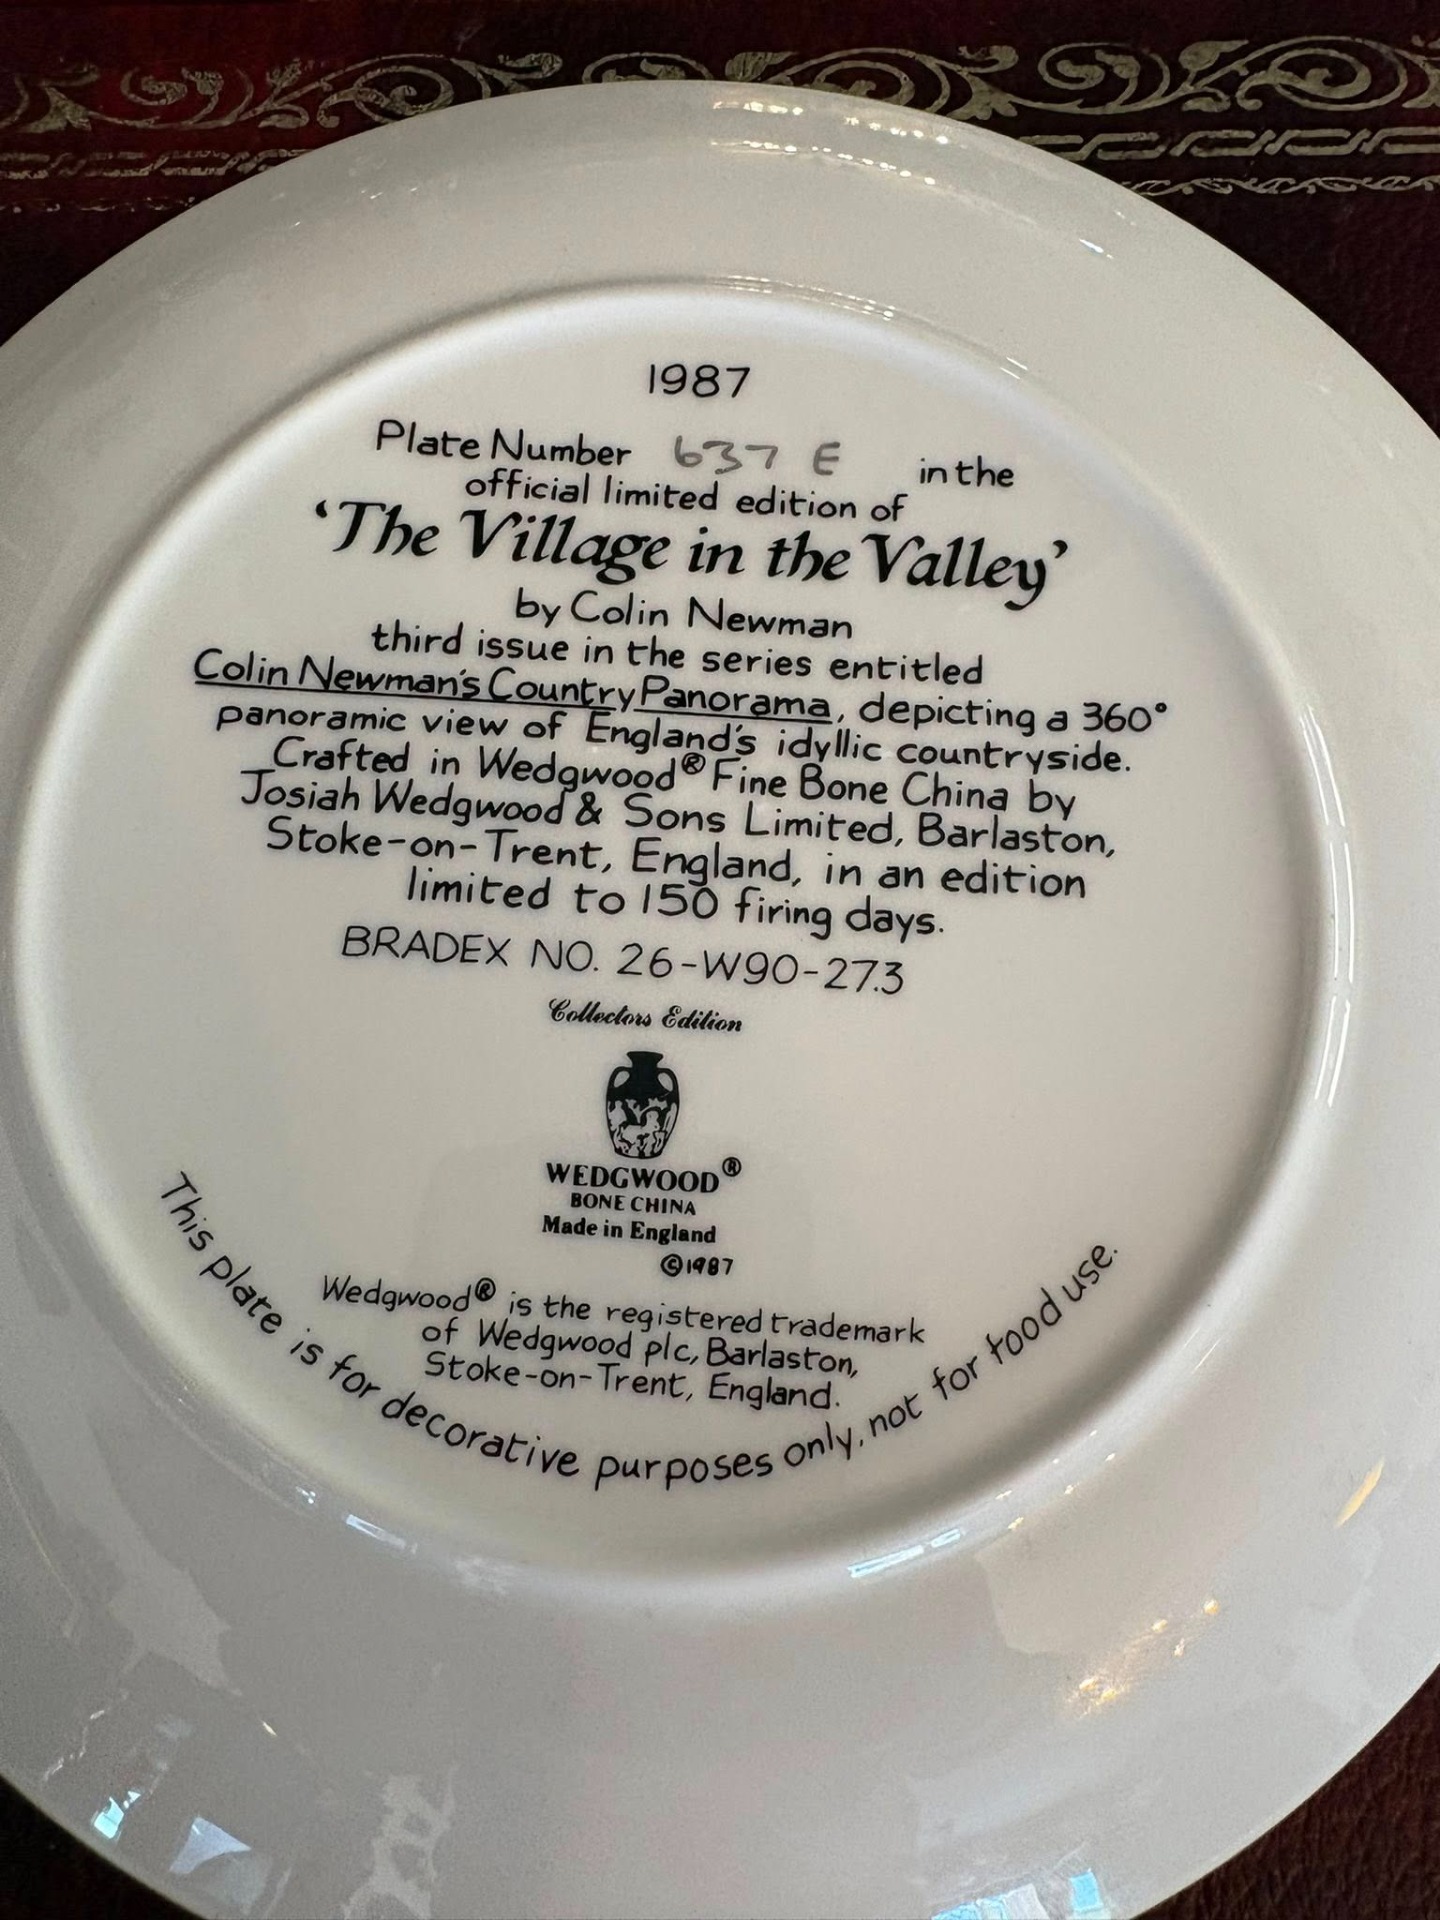 1987
Plate Number 637 E in the
official limited edition of
‘The Village in the Valley’
by Colin Newman
third issue in the series entitled
Colin Newman's Country Panorama, depicting a 360°
panoramic view of England's idyllic countryside.
Crafted in Wedgwood® Fine Bone China by
Josiah Wedgwood & Sons Limited, Barlaston,
Stoke-on-Trent, England, in an edition
limited to 150 firing days.
BRADEX NO. 26-W90-27.3
Collectors Edition
WEDGWOOD®
BONE CHINA
Made in England
©1987
Wedgwood® is the registered trademark
of Wedgwood plc, Barlaston,
Stoke-on-Trent, England.
This plate is for decorative purposes only, not for food use.